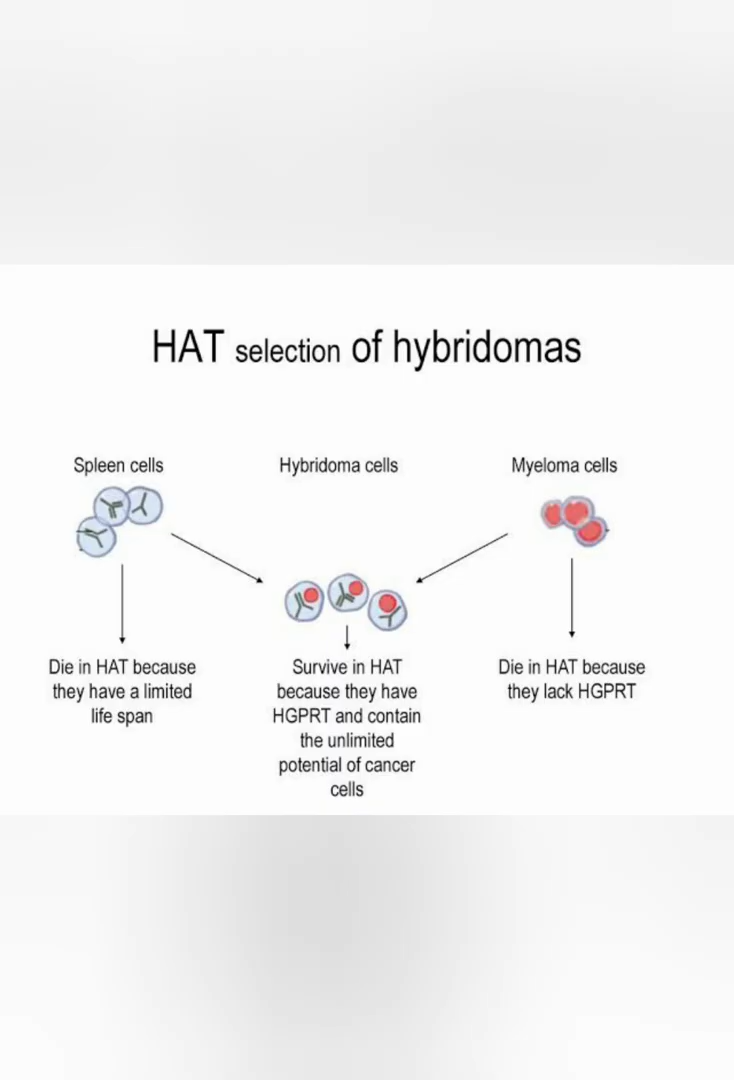 HAT selection of hybridomas
Spleen cells
Hybridoma cells
Myeloma cells
Die in HAT because
they have a limited
life span
Survive in HAT
because they have
HGPRT and contain
the unlimited
potential of cancer
cells
Die in HAT because
they lack HGPRT